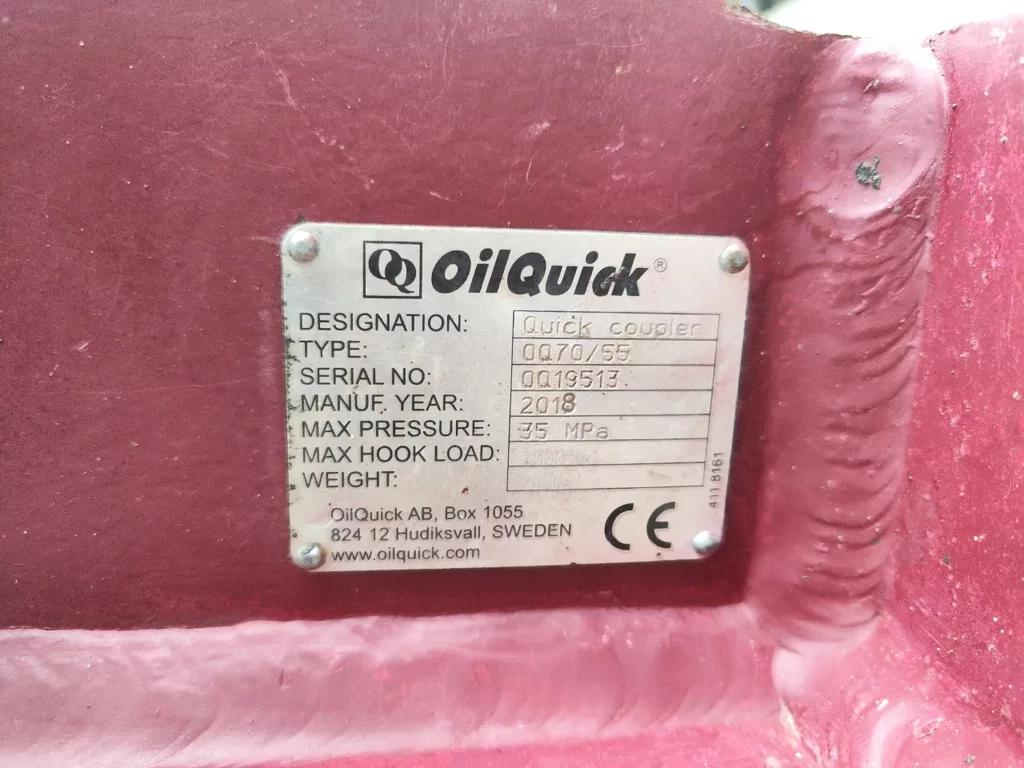 QQ OilQuick®
DESIGNATION: Quick coupler
TYPE: OQ70/55
SERIAL NO: OQ19513
MANUF. YEAR: 2018
MAX PRESSURE: 35 MPa
MAX HOOK LOAD:
WEIGHT:
OilQuick AB, Box 1055
824 12 Hudiksvall, SWEDEN
www.oilquick.com
CE
411 8161